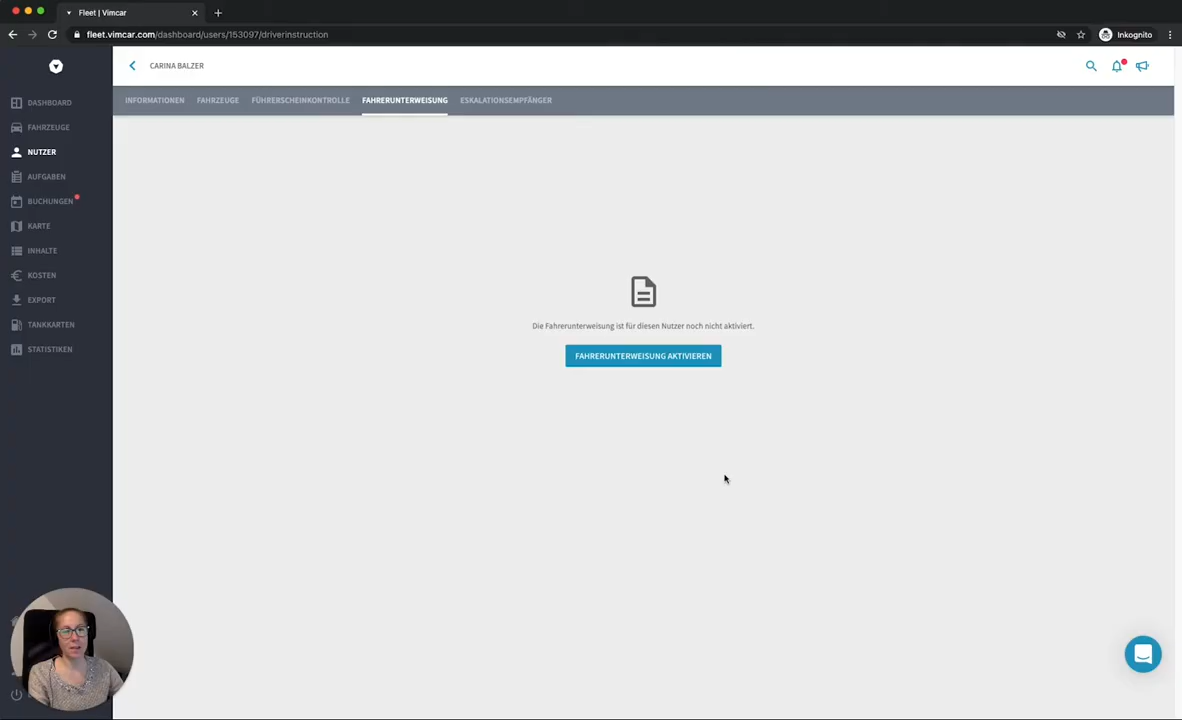 Fleet | Vimcar
fleet.vimcar.com/dashboard/users/153097/driverinstruction
Inkognito
CARINA BALZER
INFORMATIONEN FAHRZEUGE FÜHRERSCHEINKONTROLLE FAHRERUNTERWEISUNG ESKALATIONSEMPFÄNGER
DASHBOARD
FAHRZEUGE
NUTZER
AUFGABEN
BUCHUNGEN
KARTE
INHALTE
KOSTEN
EXPORT
TANKKARTEN
STATISTIKEN
Die Fahrerunterweisung ist für diesen Nutzer noch nicht aktiviert.
FAHRERUNTERWEISUNG AKTIVIEREN